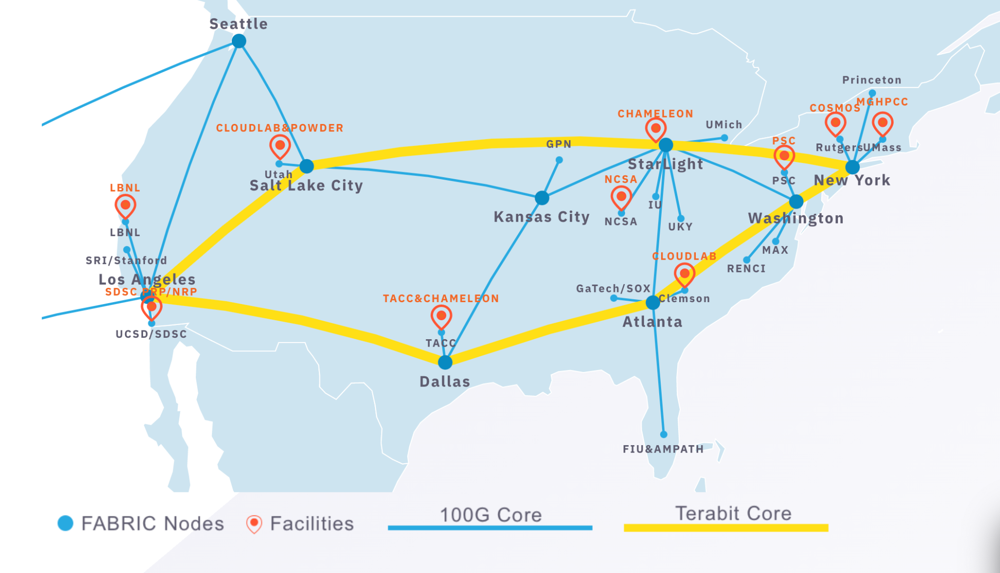 Seattle
Princeton
MGHPCC
COSMOS
CHAMELEON
UMich
CLOUDLAB&POWDER
GPN
PSC
Rutgers
UMass
StarLight
Utah
Salt Lake City
NCSA
PSC
New York
LBNL
IU
Kansas City
Washington
NCSA
UKY
LBNL
MAX
CLOUDLAB
SRI/Stanford
RENCI
Los Angeles
GaTech/SOX
SDSC PRP/NRP
TACC&CHAMELEON
Clemson
Atlanta
UCSD/SDSC
TACC
Dallas
FIU&AMPATH
FABRIC Nodes
Facilities
100G Core
Terabit Core